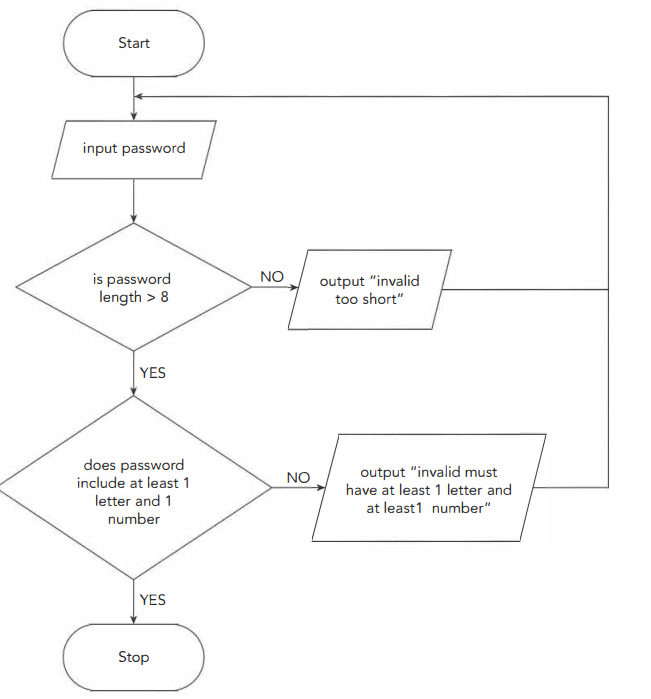 Start
input password
is password
length > 8
NO
output “invalid
too short”
YES
does password
include at least 1
letter and 1
number
NO
output “invalid must
have at least 1 letter and
at least1 number”
YES
Stop